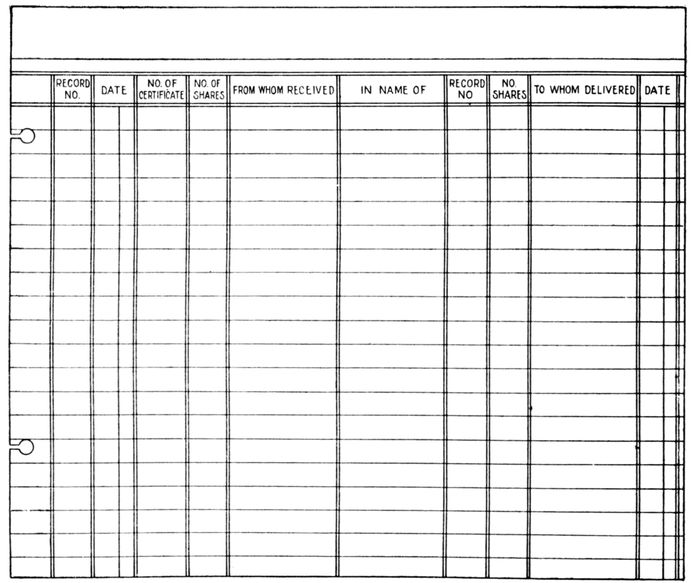 RECORD NO.
DATE
NO. OF CERTIFICATE
NO. OF SHARES
FROM WHOM RECEIVED
IN NAME OF
RECORD NO
NO. SHARES
TO WHOM DELIVERED
DATE